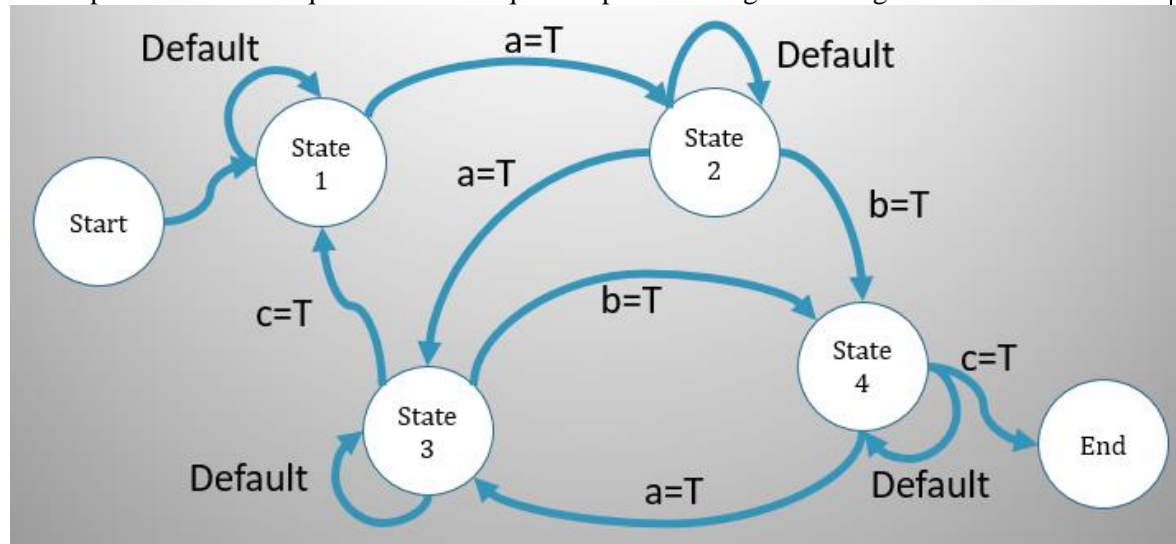 Default
a=T
Default
State
1
State
2
Start
a=T
b=T
c=T
b=T
State
3
State
4
c=T
End
Default
a=T
Default